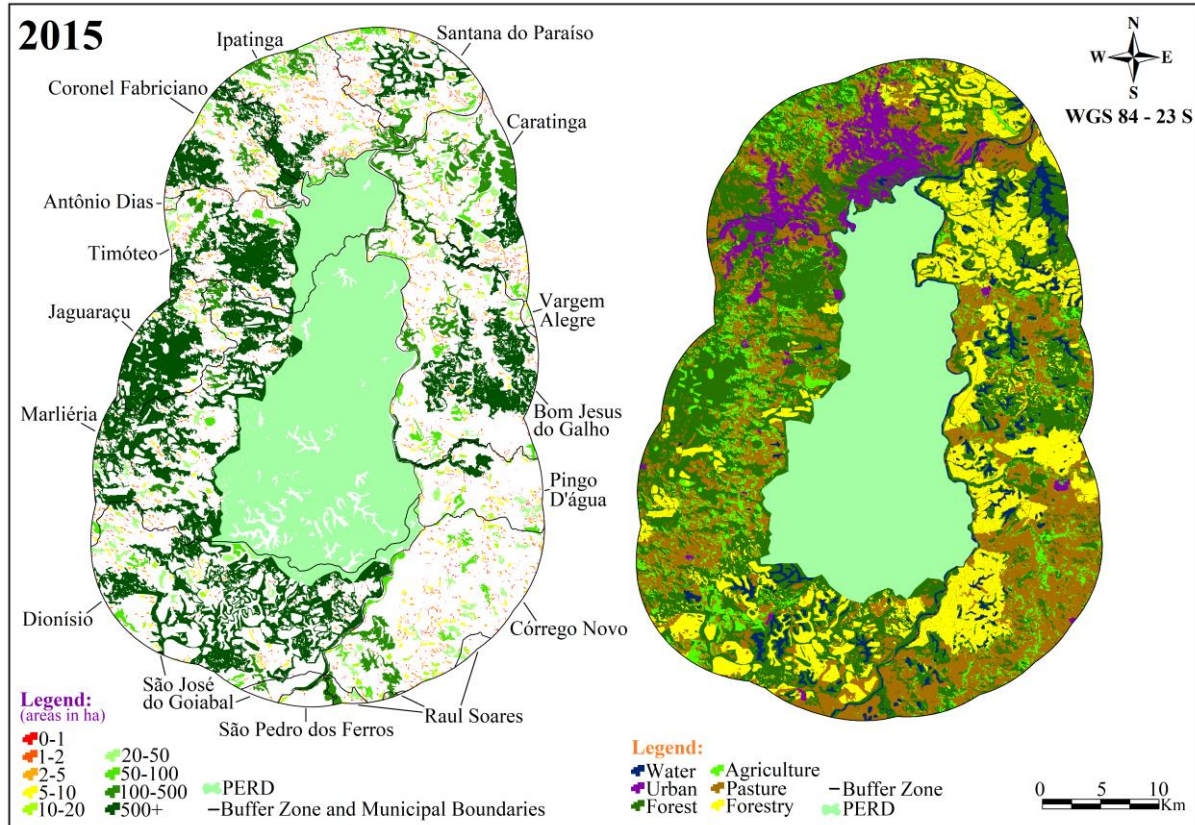 2015
Ipatinga
Santana do Paraíso
Coronel Fabriciano
Caratinga
Antônio Dias
Timóteo
Jaguaraçu
Vargem
Alegre
Marliéria
Bom Jesus
do Galho
Pingo
D'água
Dionísio
Córrego Novo
São José
do Goiabal
Raul Soares
São Pedro dos Ferros
Legend:
(areas in ha)
0-1
1-2
2-5
5-10
10-20
20-50
50-100
100-500
500+
PERD
Buffer Zone and Municipal Boundaries
N
W E
S
WGS 84 - 23 S
Legend:
Water
Urban
Forest
Agriculture
Pasture
Forestry
Buffer Zone
PERD
0 5 10
Km